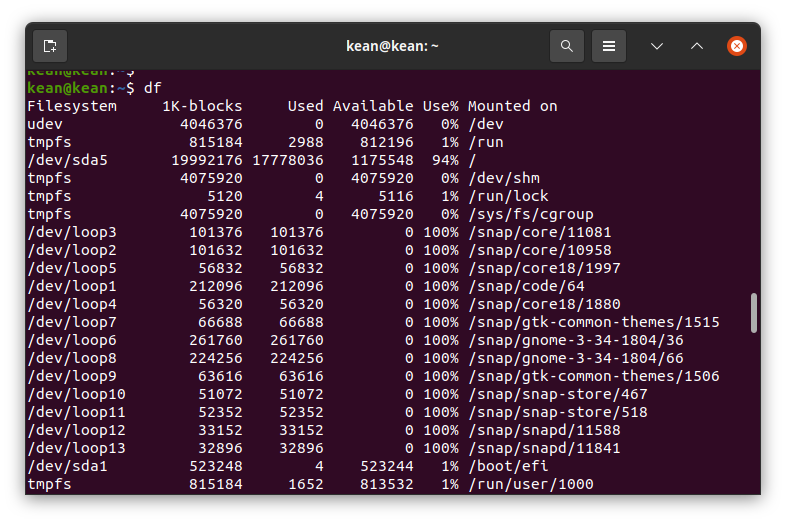 kean@kean: ~
kean@kean:~$
kean@kean:~$ df
Filesystem     1K-blocks     Used Available Use% Mounted on
udev             4046376        0   4046376   0% /dev
tmpfs             815184     2988    812196   1% /run
/dev/sda5       19992176 17778036   1175548  94% /
tmpfs            4075920        0   4075920   0% /dev/shm
tmpfs               5120        4      5116   1% /run/lock
tmpfs            4075920        0   4075920   0% /sys/fs/cgroup
/dev/loop3        101376   101376         0 100% /snap/core/11081
/dev/loop2        101632   101632         0 100% /snap/core/10958
/dev/loop5         56832    56832         0 100% /snap/core18/1997
/dev/loop1        212096   212096         0 100% /snap/code/64
/dev/loop4         56320    56320         0 100% /snap/core18/1880
/dev/loop7         66688    66688         0 100% /snap/gtk-common-themes/1515
/dev/loop6        261760   261760         0 100% /snap/gnome-3-34-1804/36
/dev/loop8        224256   224256         0 100% /snap/gnome-3-34-1804/66
/dev/loop9         63616    63616         0 100% /snap/gtk-common-themes/1506
/dev/loop10        51072    51072         0 100% /snap/snap-store/467
/dev/loop11        52352    52352         0 100% /snap/snap-store/518
/dev/loop12        33152    33152         0 100% /snap/snapd/11588
/dev/loop13        32896    32896         0 100% /snap/snapd/11841
/dev/sda1         523248        4    523244   1% /boot/efi
tmpfs             815184     1652    813532   1% /run/user/1000